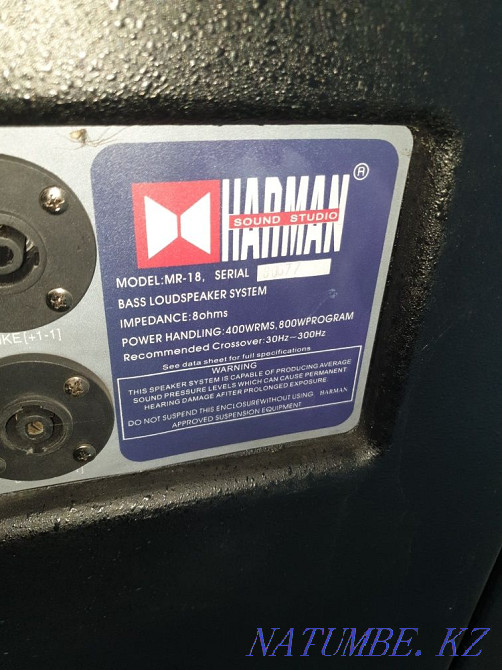 HARMAN®
SOUND STUDIO
MODEL:MR-18, SERIAL
BASS LOUDSPEAKER SYSTEM
IMPEDANCE:8ohms
POWER HANDLING:400WRMS,800WPROGRAM
Recommended Crossover:30Hz-300Hz
See data sheet for full specifications
WARNING
THIS SPEAKER SYSTEM IS CAPABLE OF PRODUCING AVERAGE
SOUND PRESSURE LEVELS WHICH CAN CAUSE PERMANENT
HEARING DAMAGE AFITER PROLONGED EXPOSURE.
DO NOT SUSPEND THIS ENCLOSUREWITHOUT USING HARMAN
APPROVED SUSPENSION EQUIPMENT
[+1-1]
NATUMBE. KZ